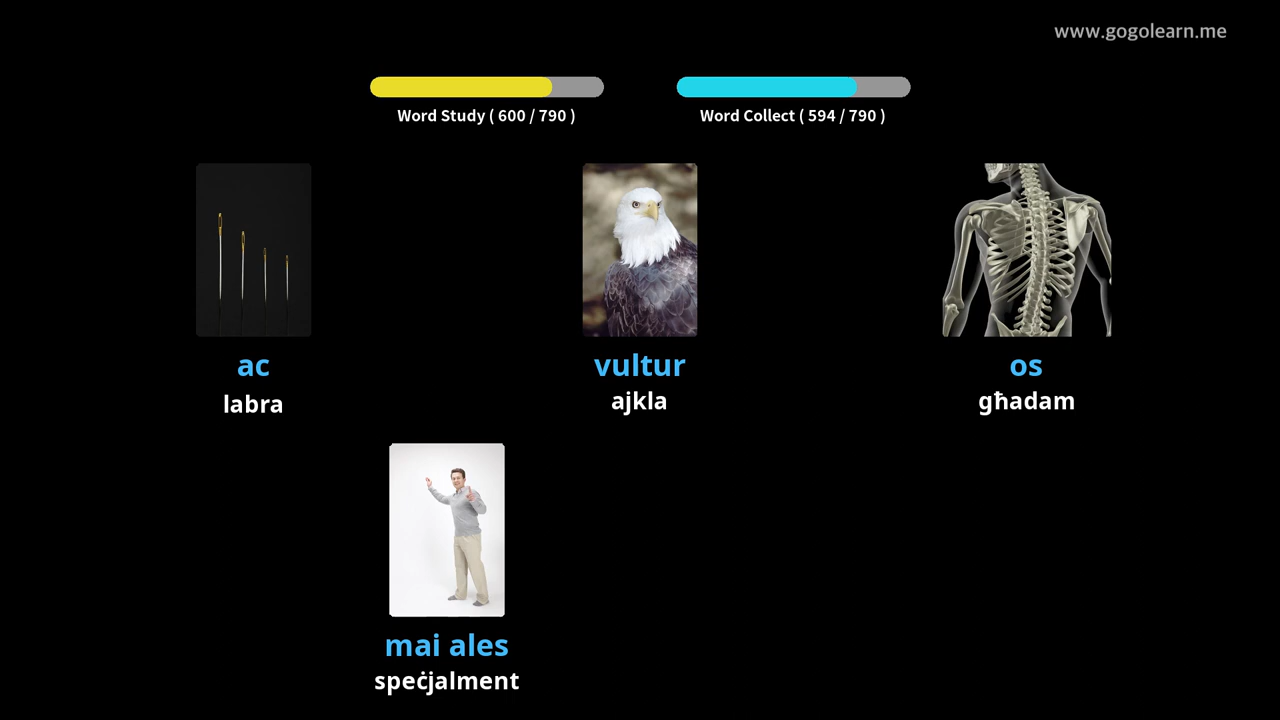 www.gogolearn.me
Word Study ( 600 / 790 )
Word Collect ( 594 / 790 )
ac
labra
vultur
ajkla
os
għadam
mai ales
speċjalment